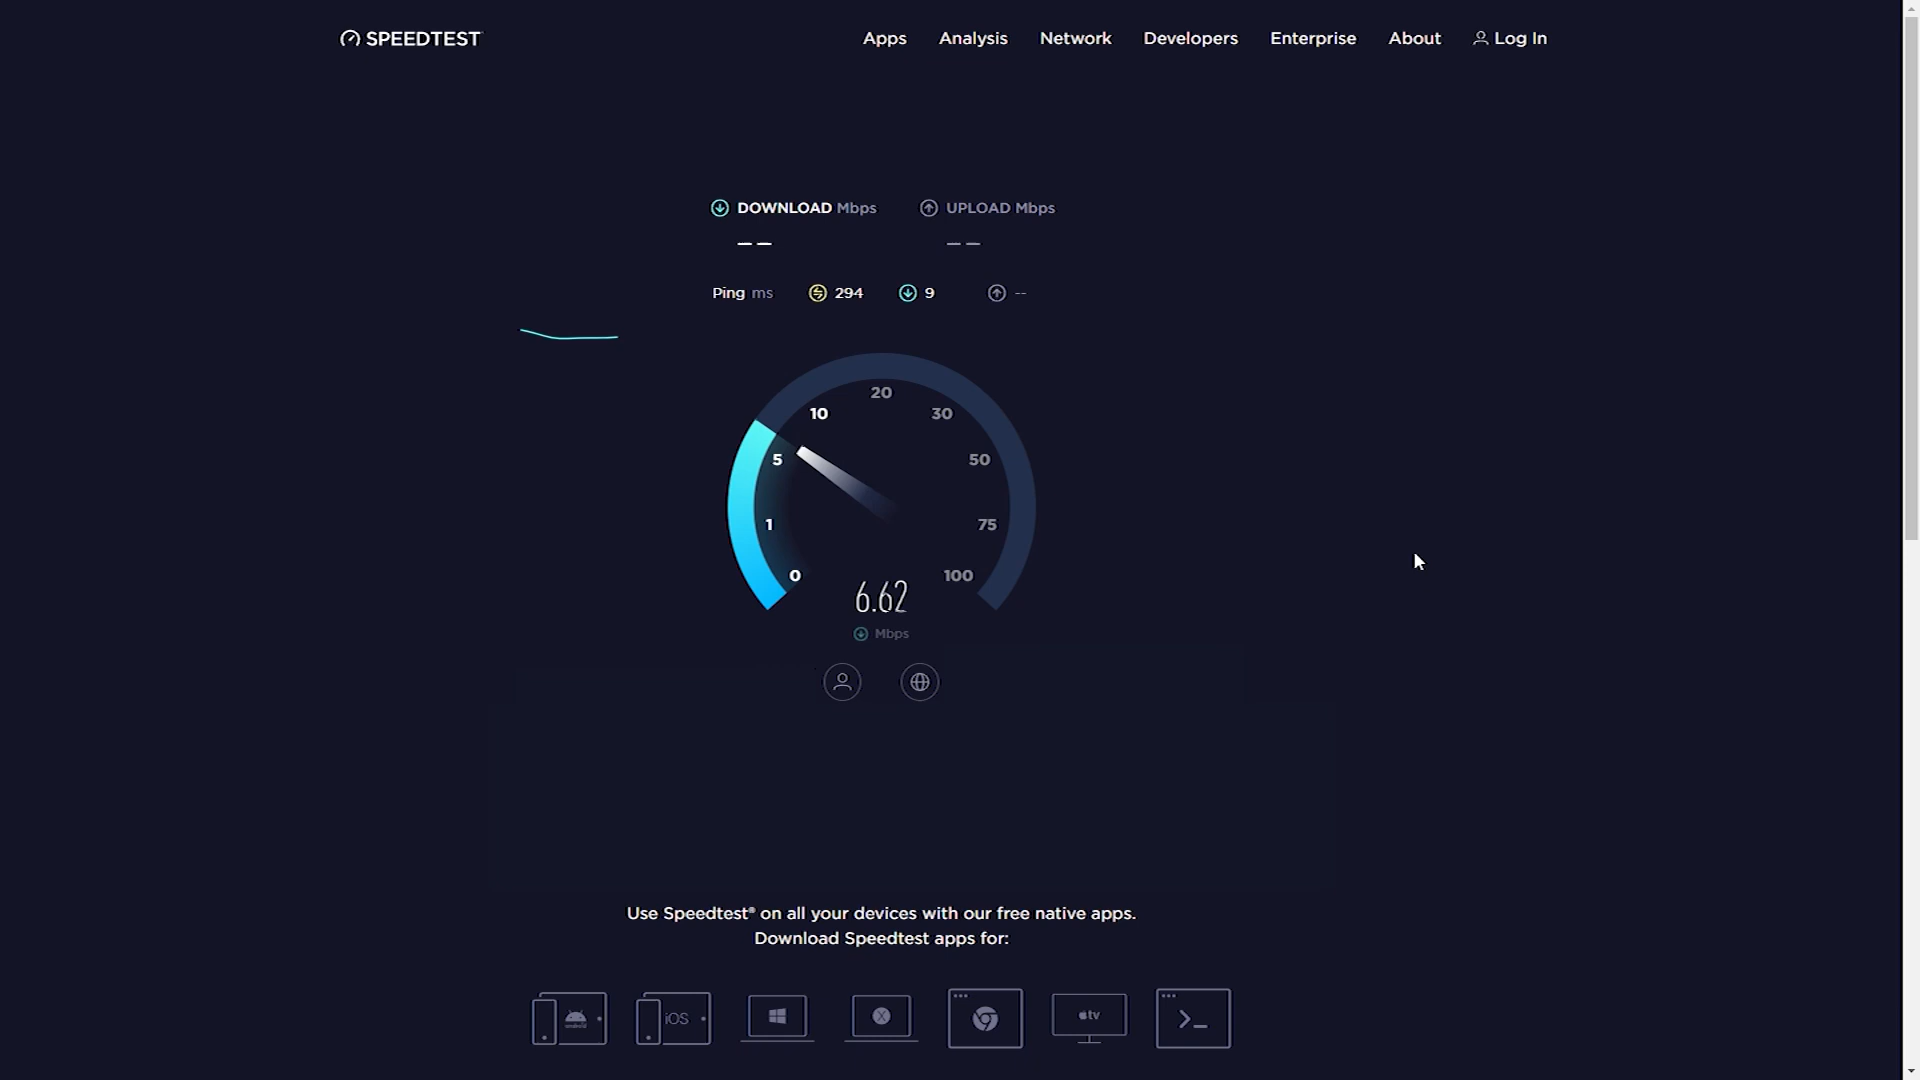 SPEEDTEST
Apps Analysis Network Developers Enterprise About Log In
DOWNLOAD Mbps UPLOAD Mbps
— — — —
Ping ms 294 9 --
20
10 30
5 50
1 75
0 100
6.62
Mbps
Use Speedtest® on all your devices with our free native apps.
Download Speedtest apps for:
android iOS X tv >_